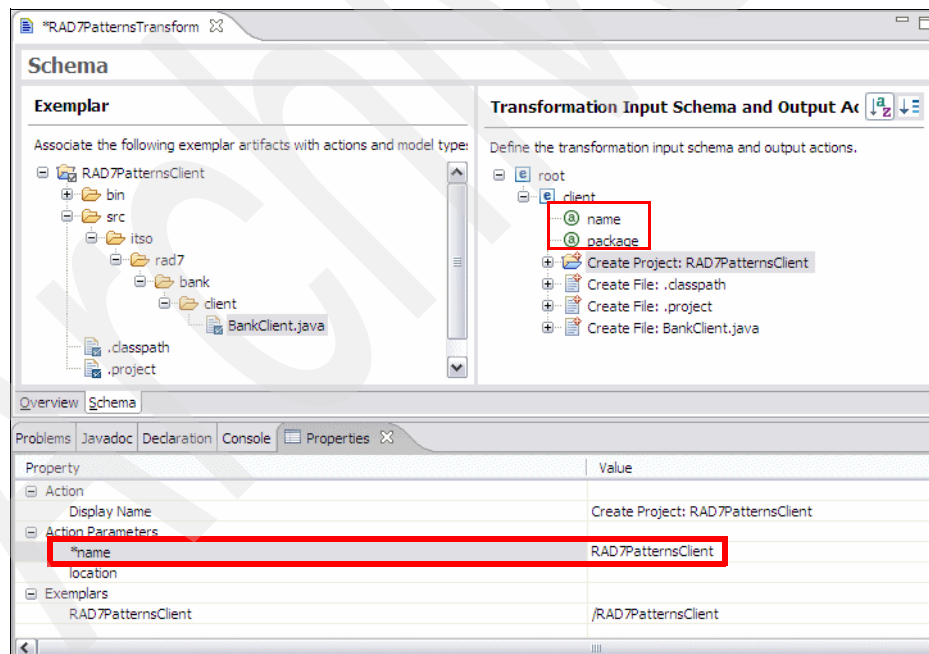 *RAD7PatternsTransform
Schema
Exemplar
Associate the following exemplar artifacts with actions and model type:
RAD7PatternsClient
bin
src
itso
rad7
bank
client
BankClient.java
.classpath
.project
Transformation Input Schema and Output Ac
Define the transformation input schema and output actions.
root
client
name
package
Create Project: RAD7PatternsClient
Create File: .classpath
Create File: .project
Create File: BankClient.java
Overview Schema
Problems Javadoc Declaration Console Properties
Property Value
Action
Display Name Create Project: RAD7PatternsClient
Action Parameters
*name RAD7PatternsClient
location
Exemplars
RAD7PatternsClient /RAD7PatternsClient